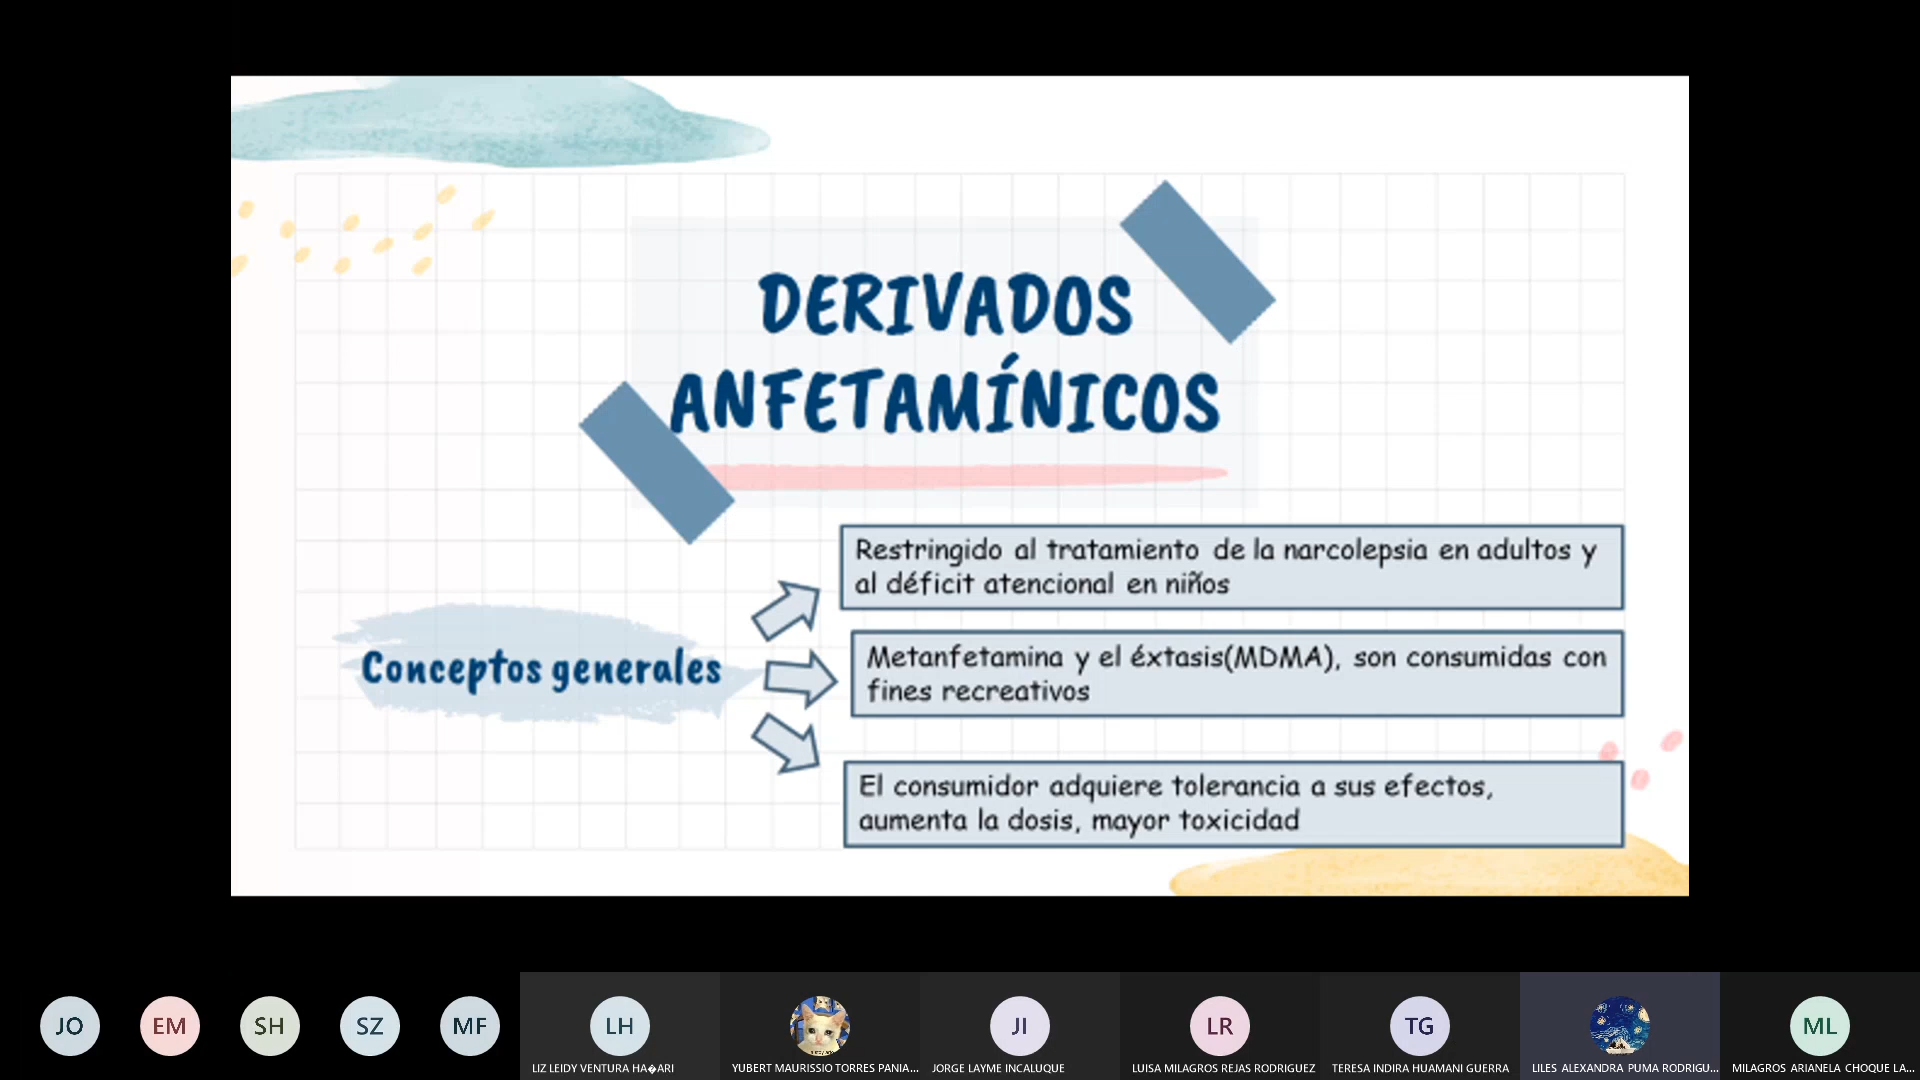 DERIVADOS
ANFETAMÍNICOS
Restringido al tratamiento de la narcolepsia en adultos y
al déficit atencional en niños
Conceptos generales
Metanfetamina y el éxtasis(MDMA), son consumidas con
fines recreativos
El consumidor adquiere tolerancia a sus efectos,
aumenta la dosis, mayor toxicidad
JO
EM
SH
SZ
MF
LH
JI
LR
TG
ML
LIZ LEIDY VENTURA HA�ARI
YUBERT MAURISSIO TORRES PANIA...
JORGE LAYME INCALUQUE
LUISA MILAGROS REJAS RODRIGUEZ
TERESA INDIRA HUAMANI GUERRA
LILES ALEXANDRA PUMA RODRIGU...
MILAGROS ARIANELA CHOQUE LA...